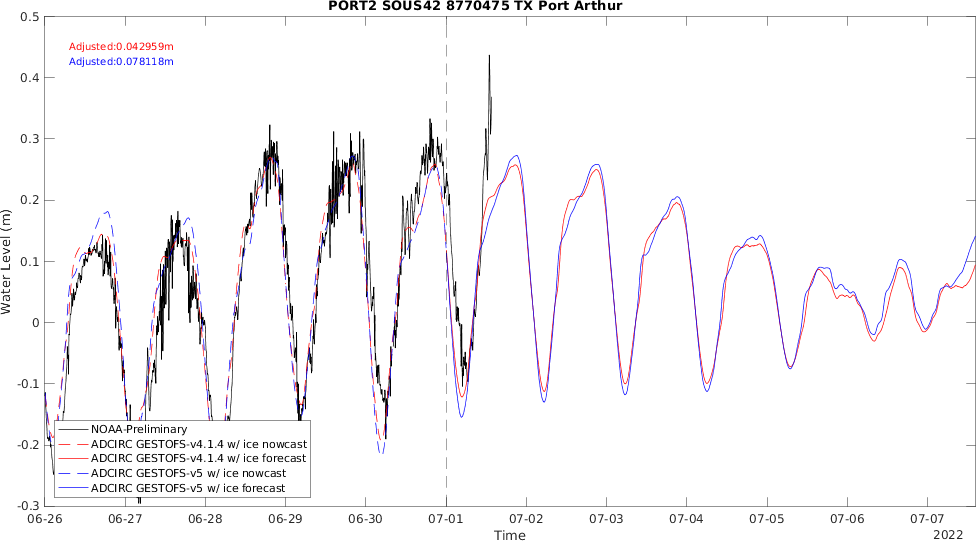 PORT2 SOUS42 8770475 TX Port Arthur
Adjusted:0.042959m
Adjusted:0.078118m
0.5
0.4
0.3
0.2
0.1
0
-0.1
-0.2
-0.3
Water Level (m)
NOAA-Preliminary
ADCIRC GESTOFS-v4.1.4 w/ ice nowcast
ADCIRC GESTOFS-v4.1.4 w/ ice forecast
ADCIRC GESTOFS-v5 w/ ice nowcast
ADCIRC GESTOFS-v5 w/ ice forecast
06-26 06-27 06-28 06-29 06-30 07-01 07-02 07-03 07-04 07-05 07-06 07-07
Time
2022